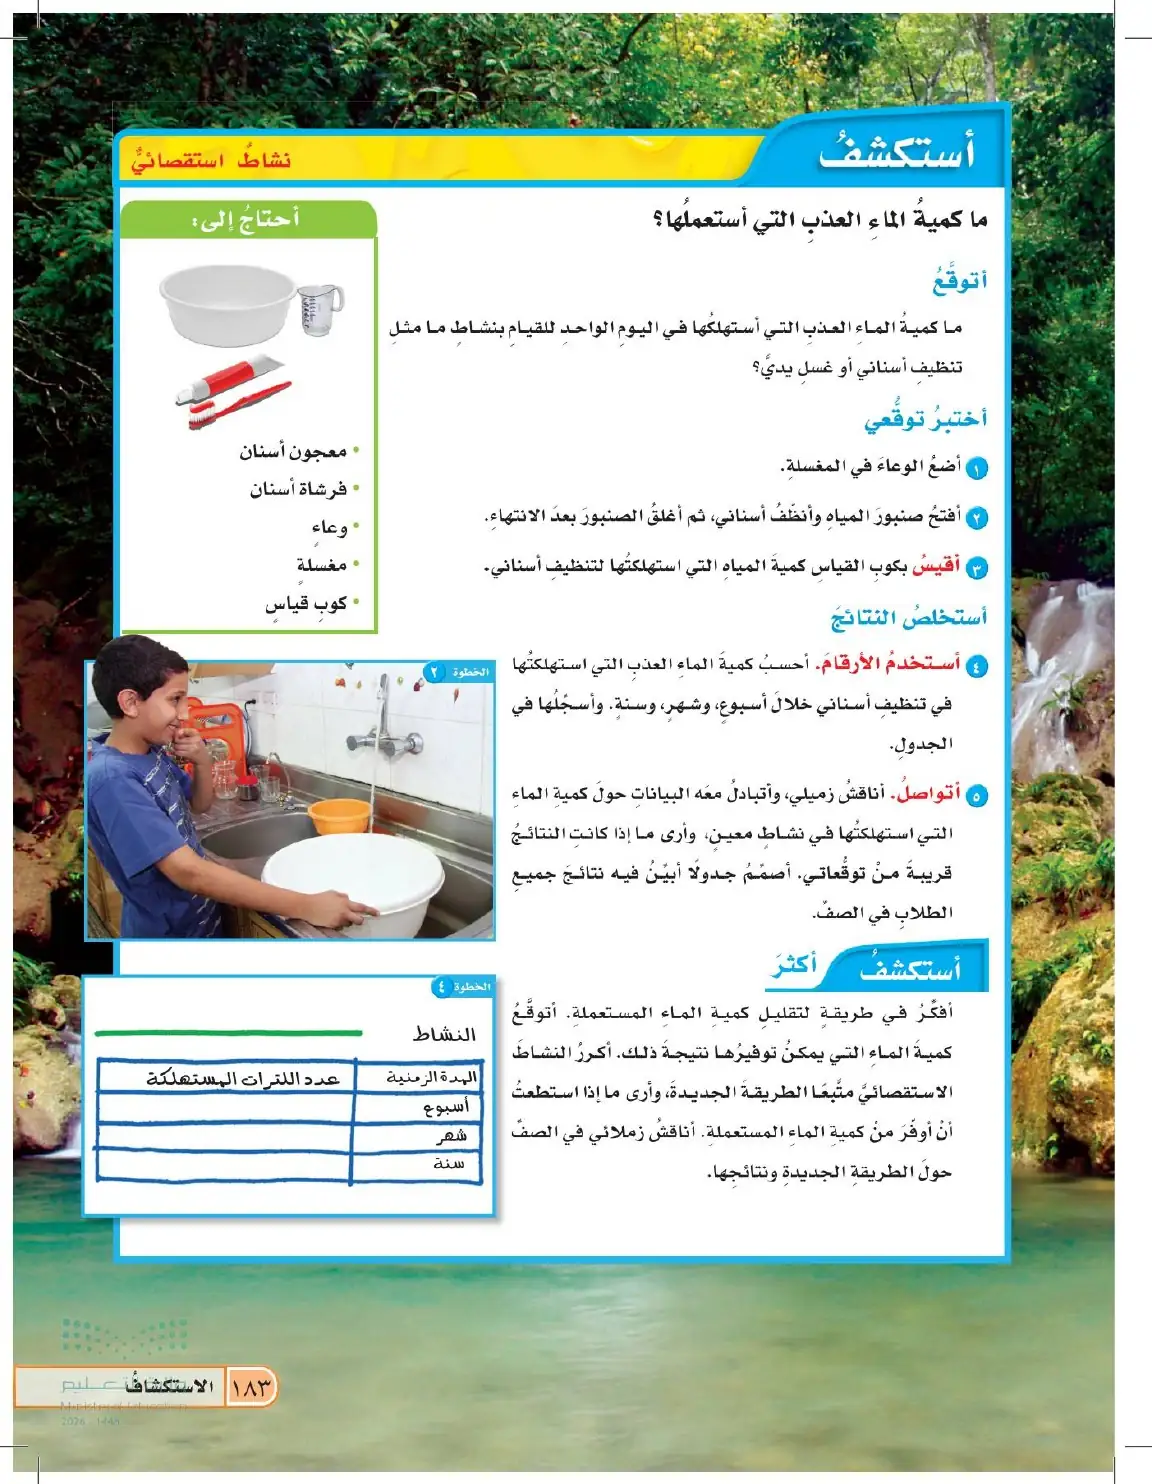 أستكشفُ
نشاطٌ استقصائيٌّ
ما كميةُ الماءِ العذبِ التي أستعملُها؟
أتوقَّعُ
ما كميةُ الماءِ العذبِ التي أستهلكُها في اليومِ الواحدِ للقيامِ بنشاطٍ ما مثلِ
تنظيفِ أسناني أو غسلِ يديَّ؟
أختبرُ توقُّعي
١ أضعُ الوعاءَ في المغسلةِ.
٢ أفتحُ صنبورَ المياهِ وأنظِّفُ أسناني، ثم أغلقُ الصنبورَ بعدَ الانتهاءِ.
٣ أقيسُ بكوبِ القياسِ كميةَ المياهِ التي استهلكتُها لتنظيفِ أسناني.
أستخلصُ النتائجَ
٤ أستخدمُ الأرقامَ. أحسبُ كميةَ الماءِ العذبِ التي استهلكتُها
في تنظيفِ أسناني خلالَ أسبوعٍ، وشهرٍ، وسنةٍ. وأسجِّلُها في
الجدولِ.
٥ أتواصلُ. أناقشُ زميلي، وأتبادلُ معَه البياناتِ حولَ كميةِ الماءِ
التي استهلكتُها في نشاطٍ معينٍ، وأرى ما إذا كانتِ النتائجُ
قريبةً منْ توقُّعاتي. أصمِّمُ جدولًا أبيِّنُ فيه نتائجَ جميعِ
الطلابِ في الصفِّ.
أستكشفُ أكثرَ
أفكِّرُ في طريقةٍ لتقليلِ كميةِ الماءِ المستعملةِ. أتوقَّعُ
كميةَ الماءِ التي يمكنُ توفيرُها نتيجةَ ذلك. أكررُ النشاطَ
الاستقصائيَّ متَّبعًا الطريقةَ الجديدةَ، وأرى ما إذا استطعتُ
أنْ أوفّرَ منْ كميةِ الماءِ المستعملةِ. أناقشُ زملائي في الصفِّ
حولَ الطريقةِ الجديدةِ ونتائجِها.
أحتاجُ إلى:
• معجون أسنان
• فرشاة أسنان
• وعاءٍ
• مغسلةٍ
• كوبِ قياسٍ
الخطوة ٢
الخطوة ٤
النشاط
المدة الزمنية عدد اللترات المستهلكة
أسبوع
شهر
سنة
١٨٣ الاستكشافُ
وزارة التعليم
Ministry of Education
2026 - 1448